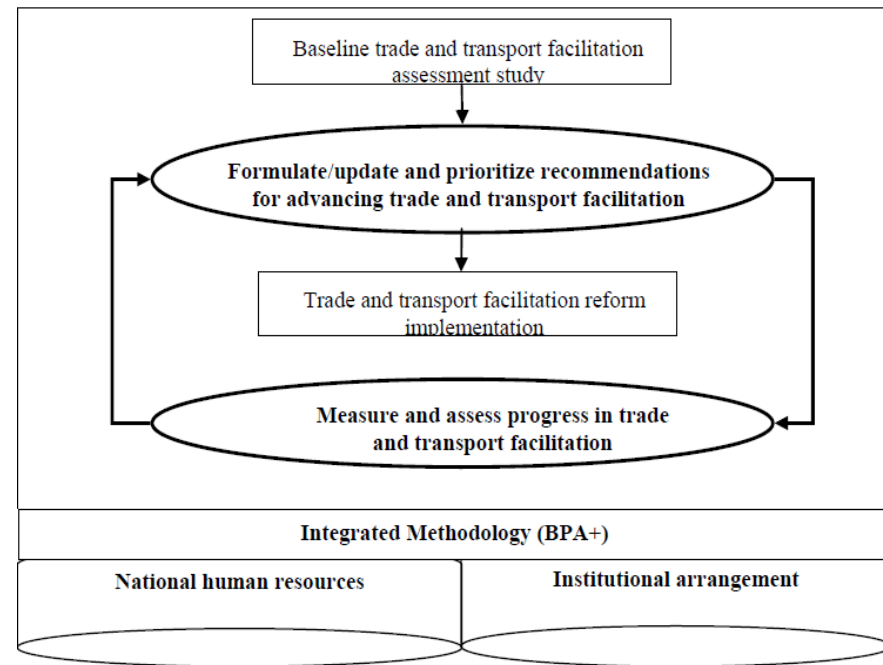 Baseline trade and transport facilitation
assessment study
Formulate/update and prioritize recommendations
for advancing trade and transport facilitation
Trade and transport facilitation reform
implementation
Measure and assess progress in trade
and transport facilitation
Integrated Methodology (BPA+)
National human resources
Institutional arrangement